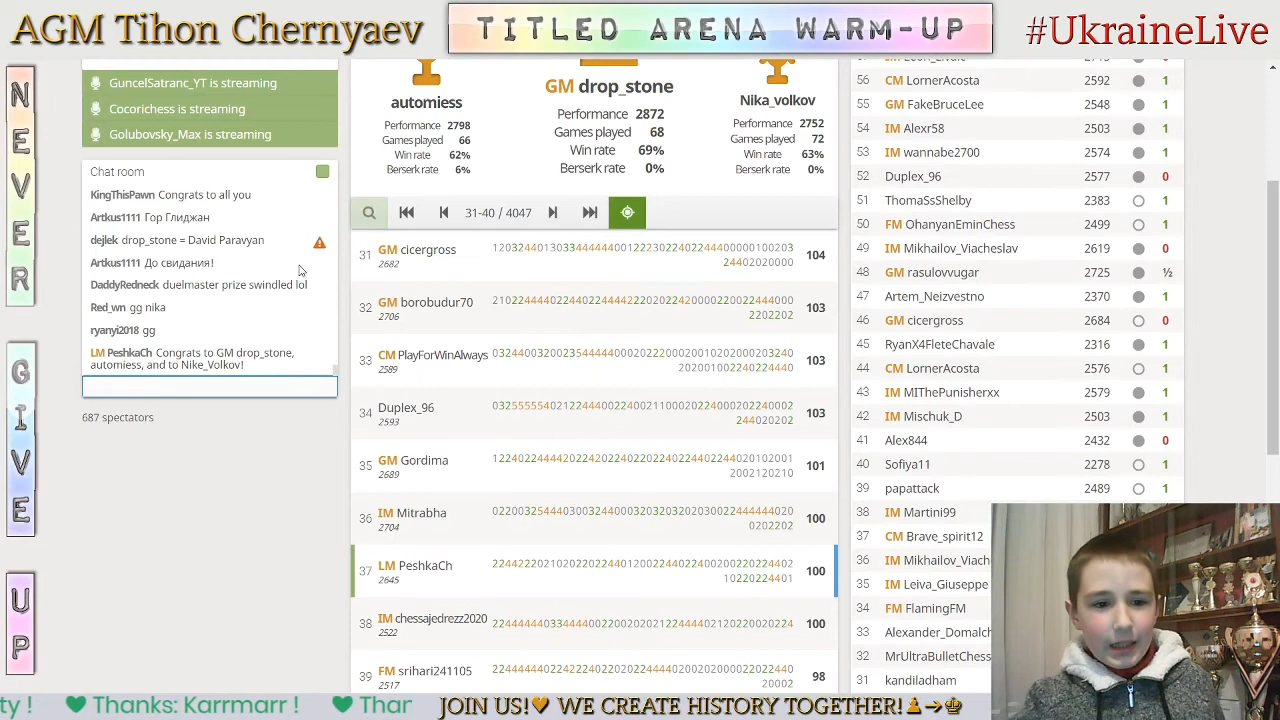 AGM Tihon Chernyaev
TITLED ARENA WARM-UP
#UkraineLive
NEVER
GIVE
UP
GuncelSatranc_YT is streaming
Cocorichess is streaming
Golubovsky_Max is streaming
Chat room
KingThisPawn Congrats to all you
Artkus1111 Гор Глиджан
dejlek drop_stone = David Paravyan
Artkus1111 До свидания!
DaddyRedneck duelmaster prize swindled lol
Red_wn gg nika
ryanyi2018 gg
LM PeshkaCh Congrats to GM drop_stone,
automiess, and to Nike_Volkov!
687 spectators
automiess
Performance 2798
Games played 66
Win rate 62%
Berserk rate 6%
GM drop_stone
Performance 2872
Games played 68
Win rate 69%
Berserk rate 0%
Nika_volkov
Performance 2752
Games played 72
Win rate 63%
Berserk rate 0%
31-40 / 4047
31 GM cicergross 104
2682
32 GM borobudur70 103
2706
33 CM PlayForWinAlways 103
2589
34 Duplex_96 103
2593
35 GM Gordima 101
2689
36 IM Mitrabha 100
2704
37 LM PeshkaCh 100
2645
38 IM chessajedrezz2020 100
2522
39 FM srihari241105 98
2517
56 CM LornerAcosta 2592 1
55 GM FakeBruceLee 2548 1
54 IM Alexr58 2503 1
53 IM wannabe2700 2574 1
52 Duplex_96 2577 0
51 ThomaSsShelby 2383 1
50 FM OhanyanEminChess 2499 1
49 IM Mikhailov_Viacheslav 2619 0
48 GM rasulovvugar 2725 ½
47 Artem_Neizvestno 2370 1
46 GM cicergross 2684 0
45 RyanX4FleteChavale 2316 1
44 CM LornerAcosta 2576 1
43 IM MIThePunisherxx 2579 1
42 IM Mischuk_D 2503 1
41 Alex844 2432 0
40 Sofiya11 2278 1
39 papattack 2489 1
38 IM Martini99
37 CM Brave_spirit12
36 IM Mikhailov_Viach
35 IM Leiva_Giuseppe
34 FM FlamingFM
33 Alexander_Domalch
32 MrUltraBulletChess
31 kandiladham
ty ! Thanks: Karrmarr ! Thar
JOIN US! WE CREATE HISTORY TOGETHER!